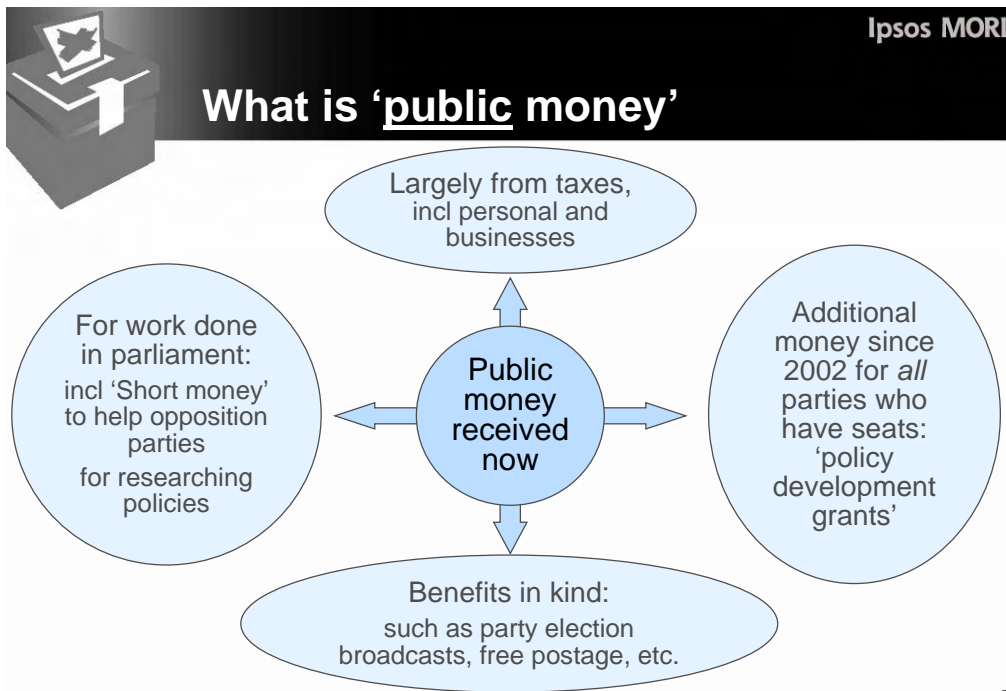 Ipsos MORI
What is ‘public money’
Largely from taxes,
incl personal and
businesses
For work done
in parliament:
incl ‘Short money’
to help opposition
parties
for researching
policies
Public
money
received
now
Additional
money since
2002 for all
parties who
have seats:
‘policy
development
grants’
Benefits in kind:
such as party election
broadcasts, free postage, etc.